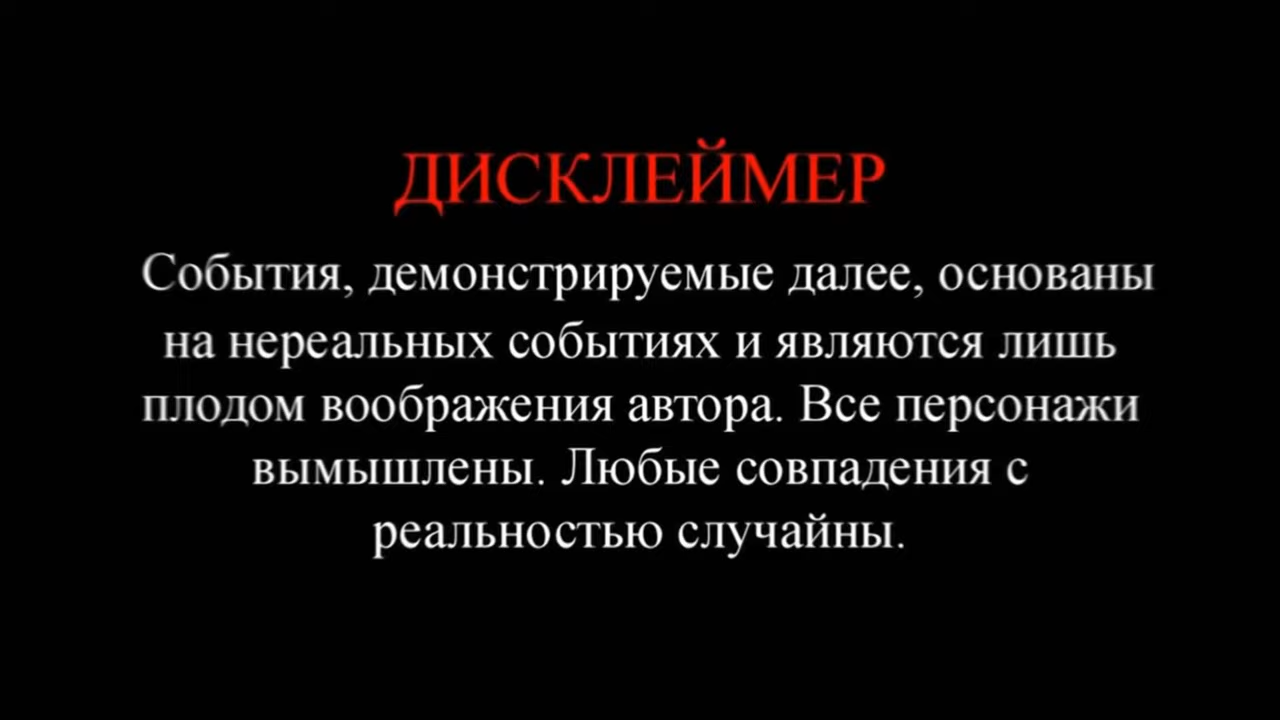 ДИСКЛЕЙМЕР
События, демонстрируемые далее, основаны
на нереальных событиях и являются лишь
плодом воображения автора. Все персонажи
вымышлены. Любые совпадения с
реальностью случайны.